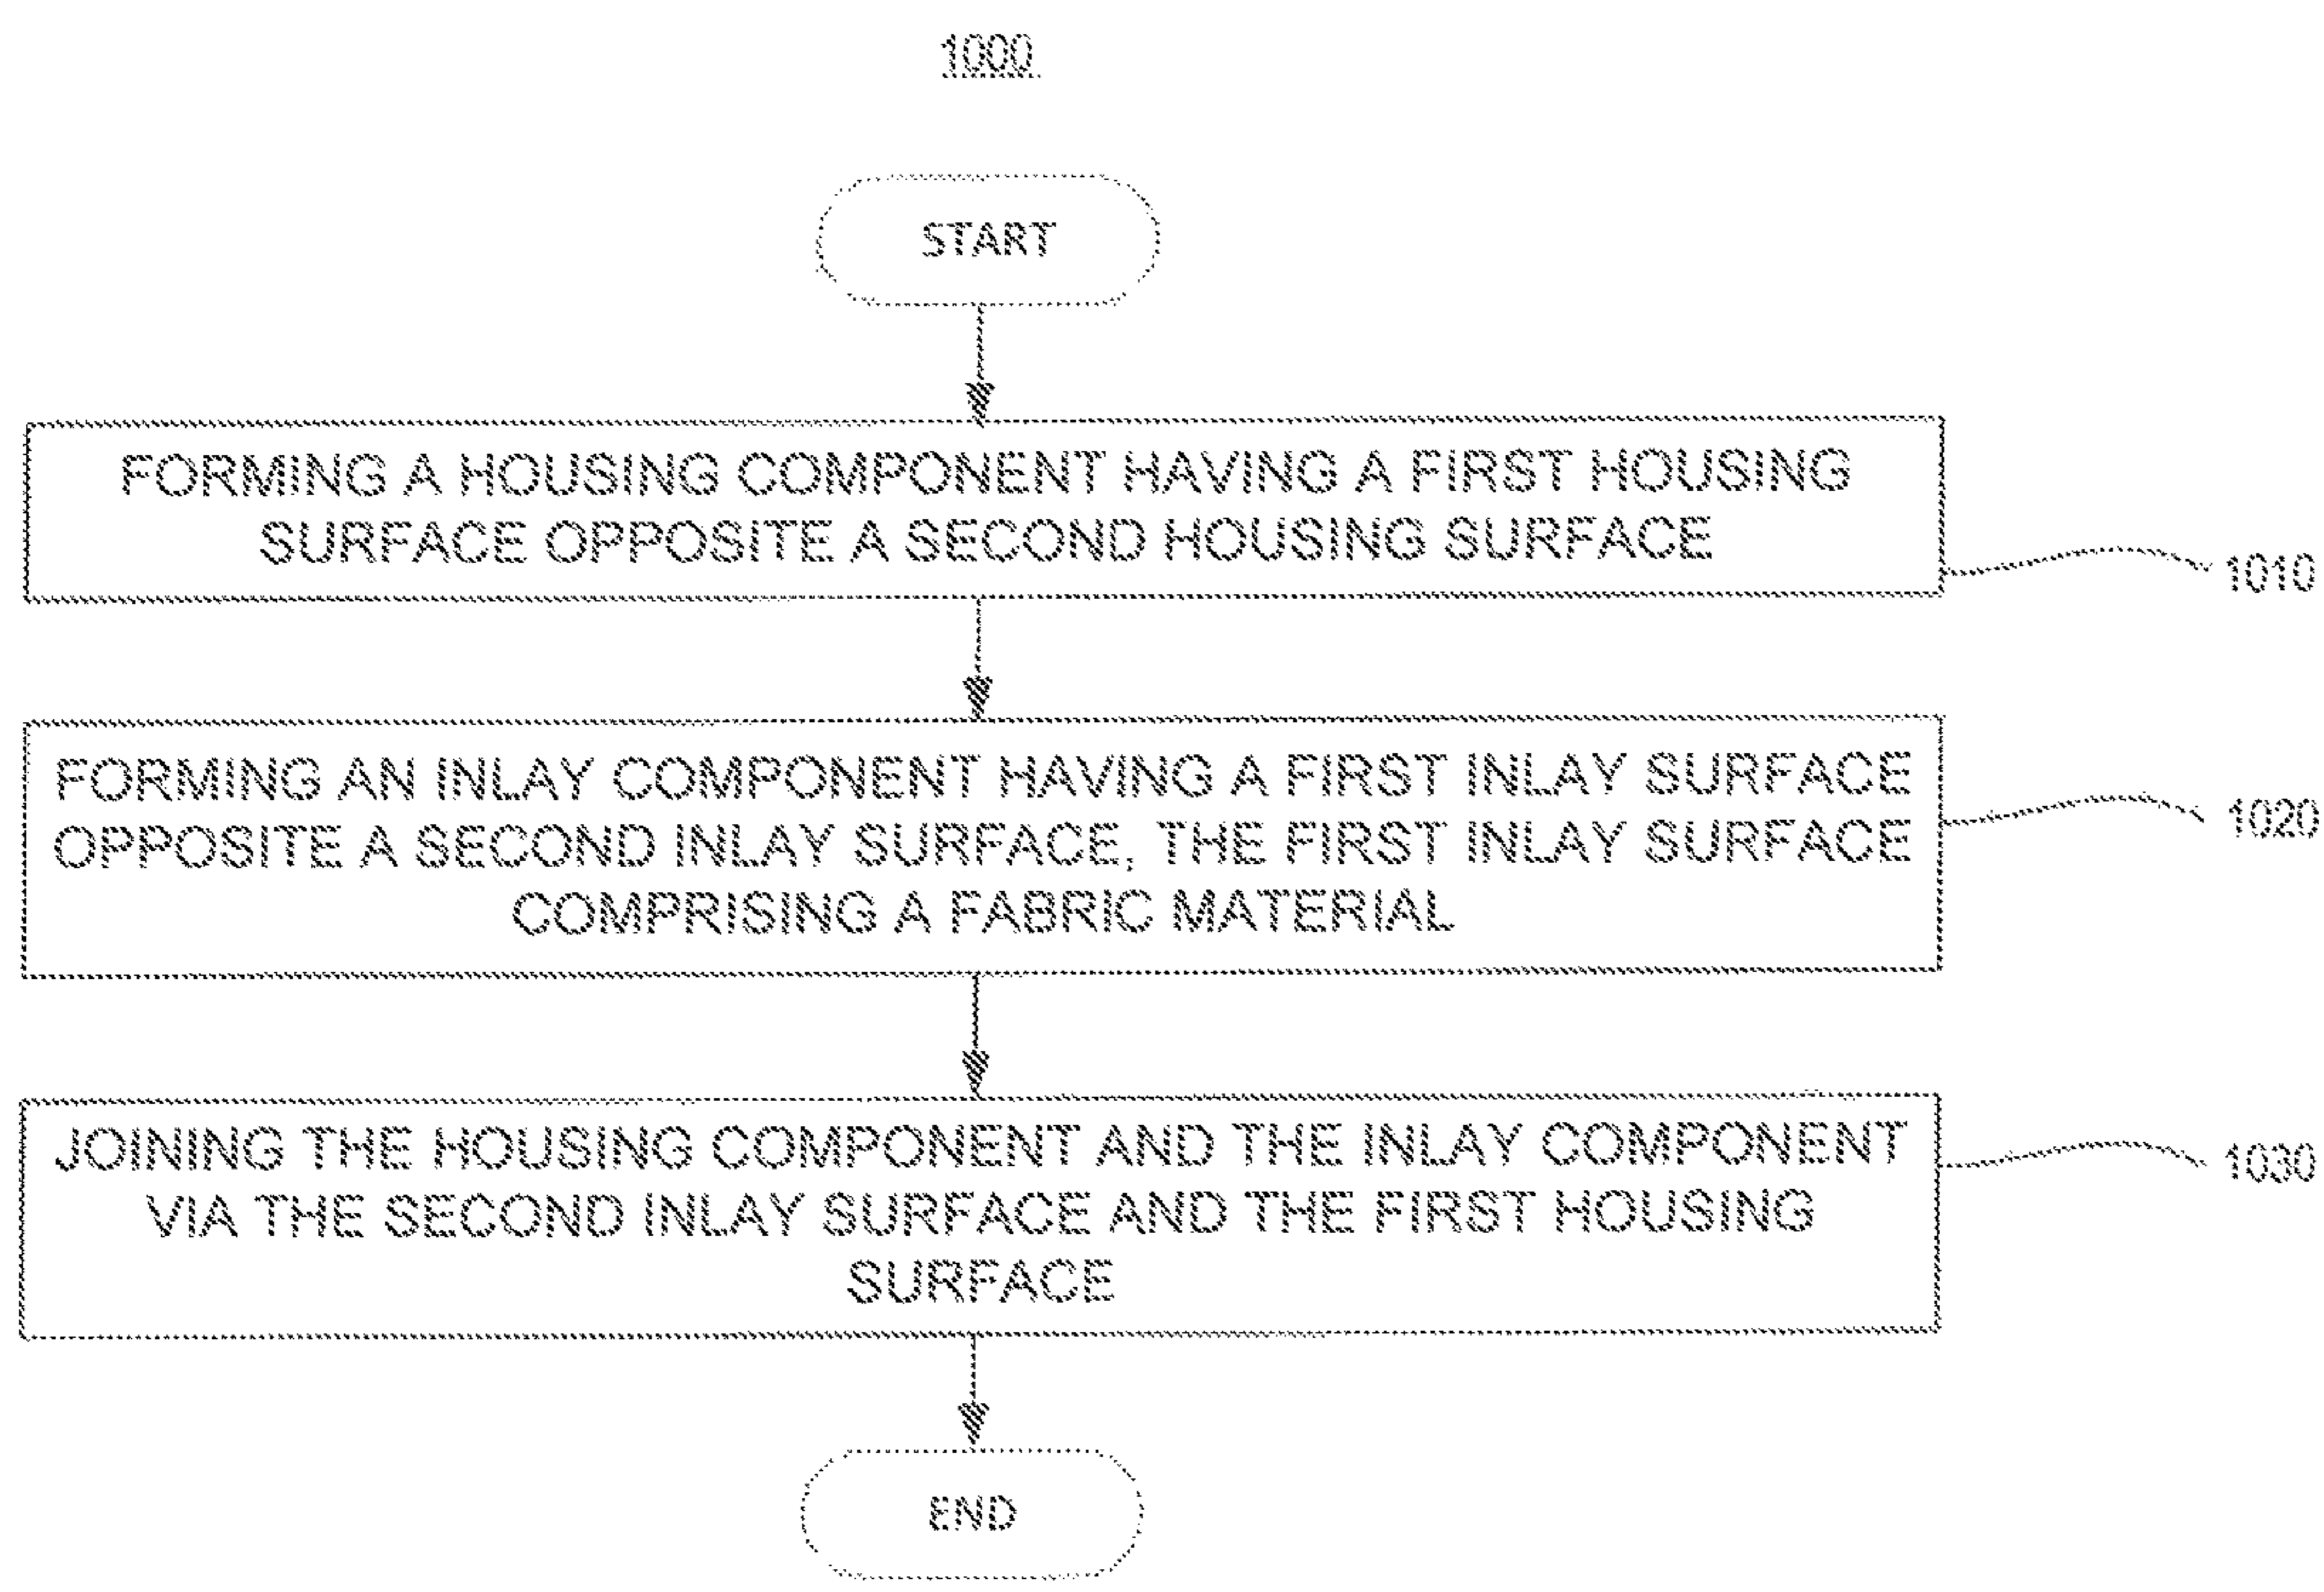 1000
START
FORMING A HOUSING COMPONENT HAVING A FIRST HOUSING
SURFACE OPPOSITE A SECOND HOUSING SURFACE
1010
FORMING AN INLAY COMPONENT HAVING A FIRST INLAY SURFACE
OPPOSITE A SECOND INLAY SURFACE, THE FIRST INLAY SURFACE
COMPRISING A FABRIC MATERIAL
1020
JOINING THE HOUSING COMPONENT AND THE INLAY COMPONENT
VIA THE SECOND INLAY SURFACE AND THE FIRST HOUSING
SURFACE
1030
END